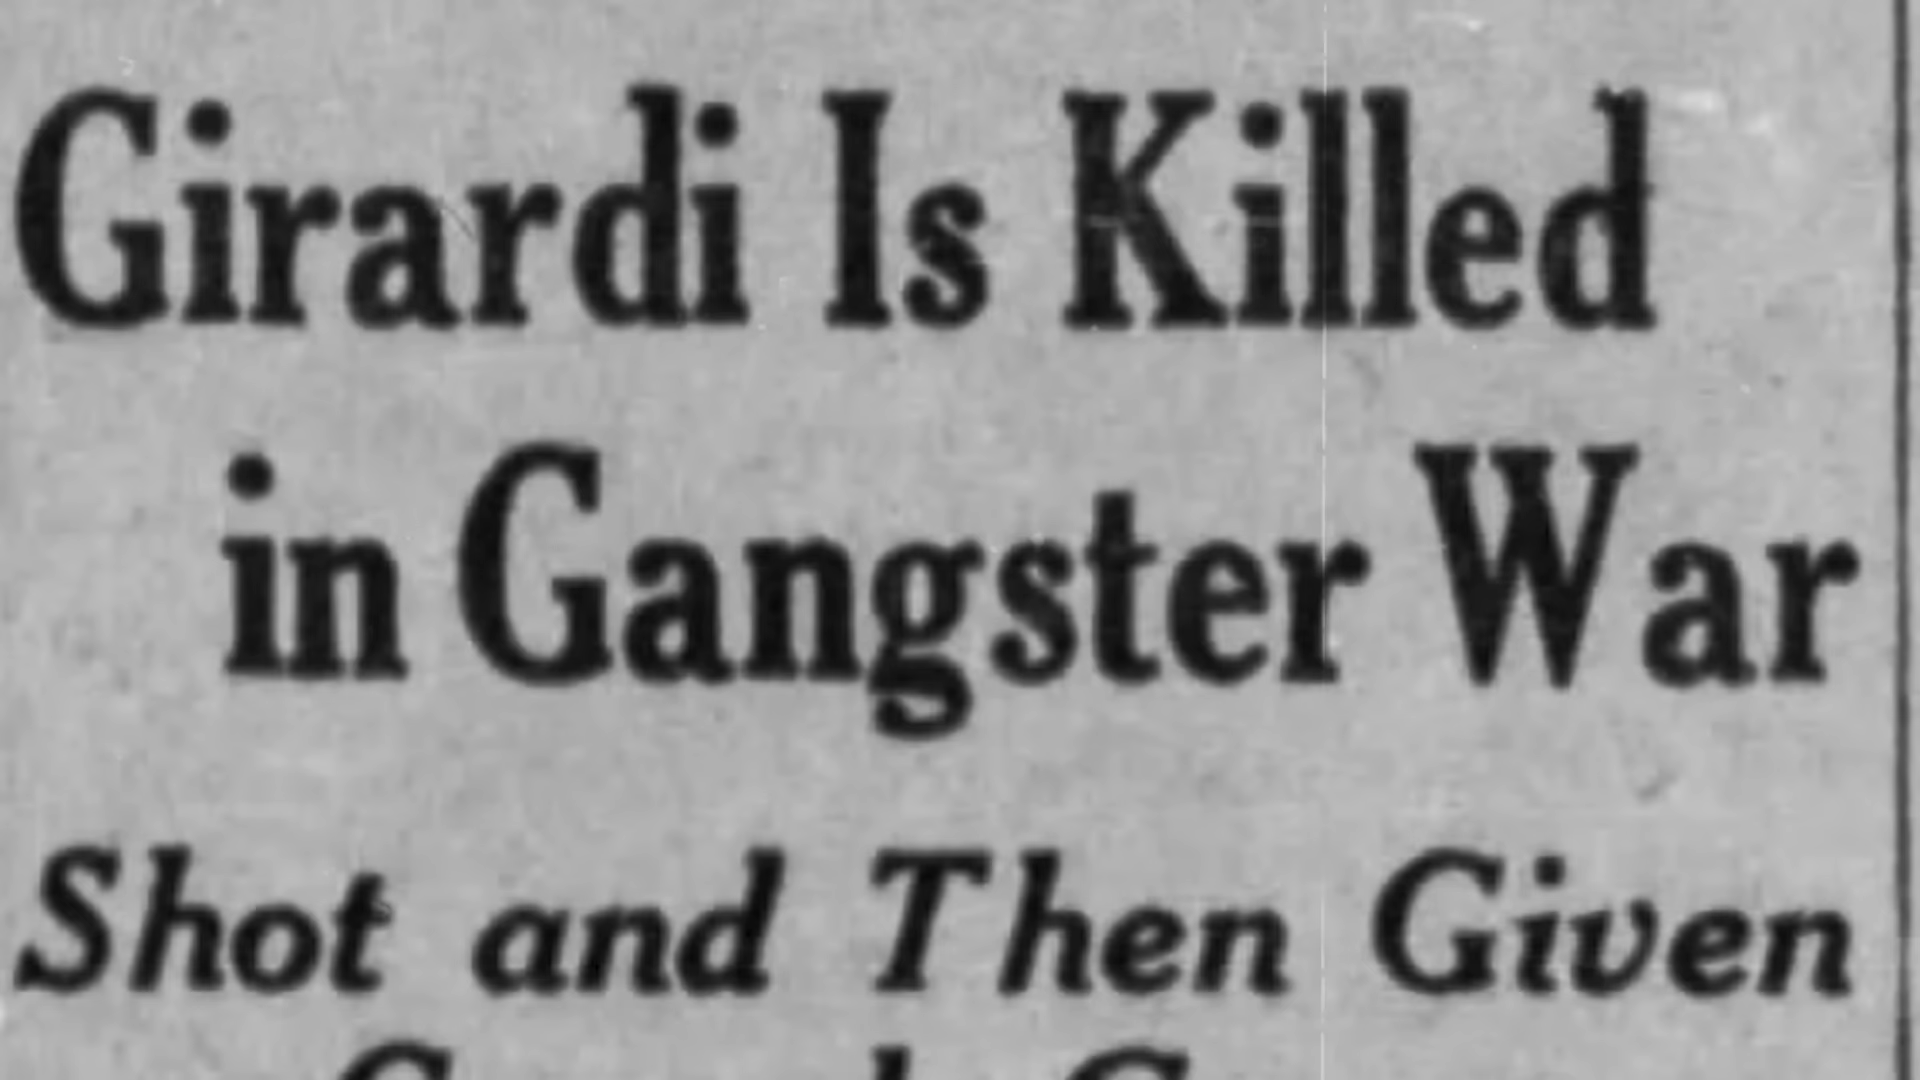 Girardi Is Killed
in Gangster War
Shot and Then Given